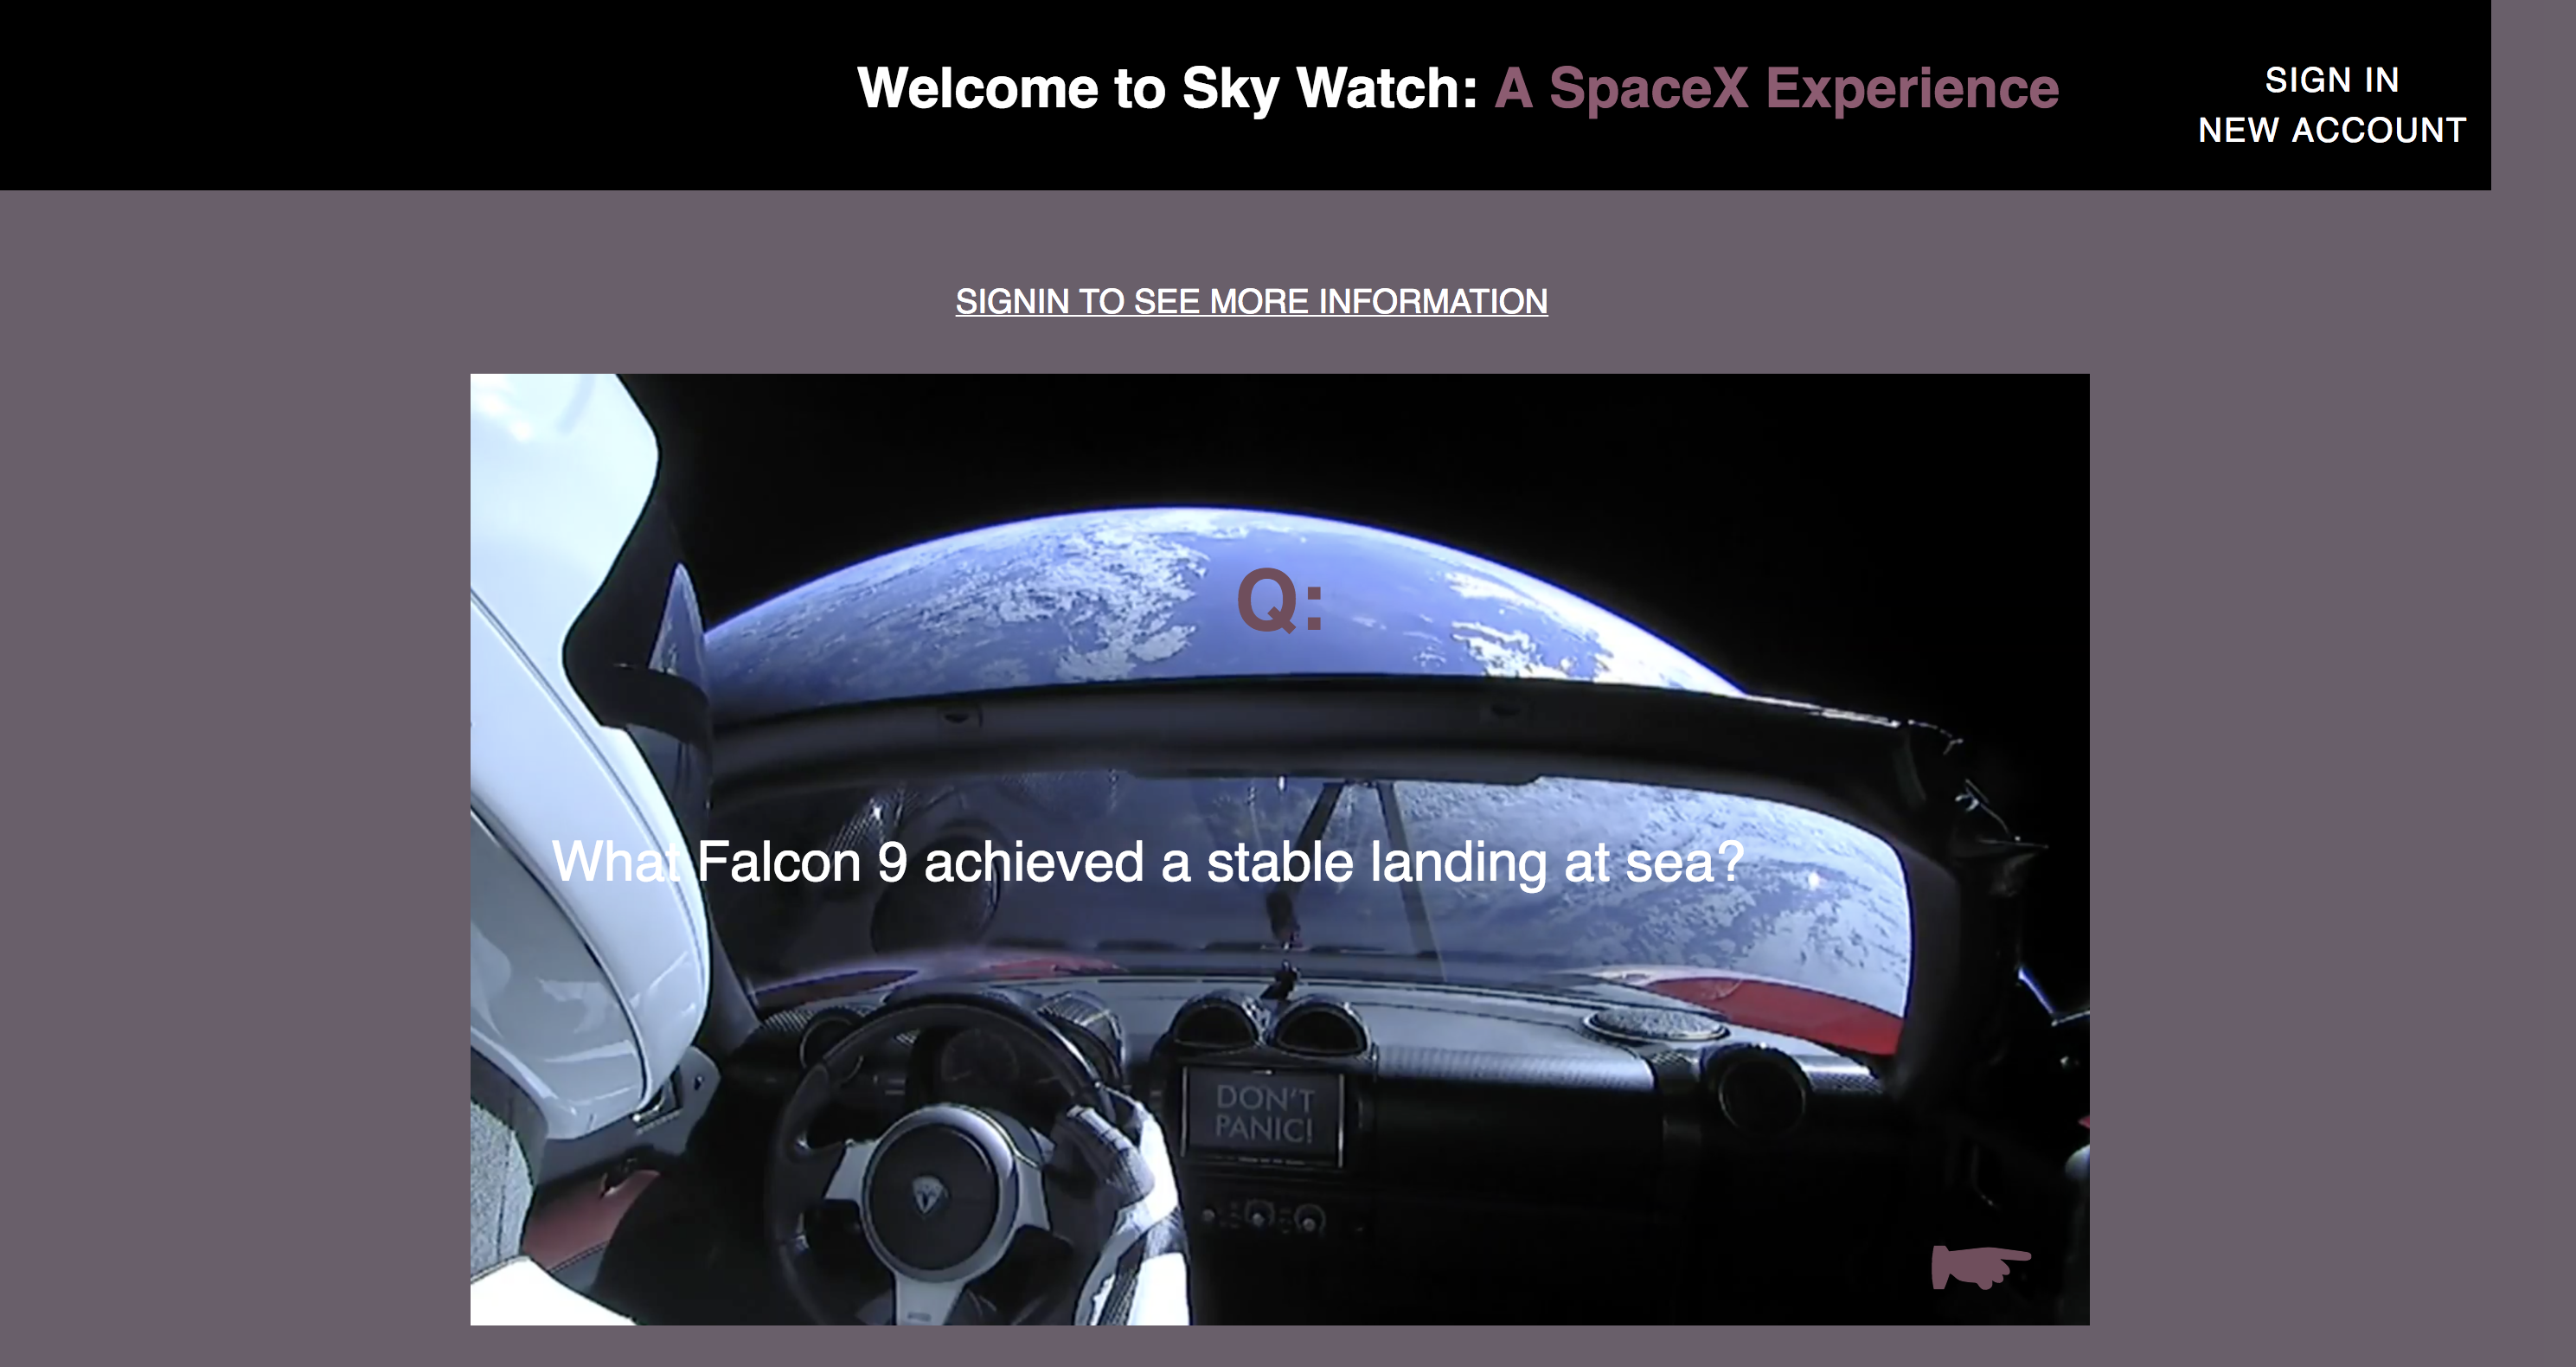 Welcome to Sky Watch: A SpaceX Experience
SIGN IN
NEW ACCOUNT
SIGNIN TO SEE MORE INFORMATION
Q:
What Falcon 9 achieved a stable landing at sea?
DON'T
PANIC!